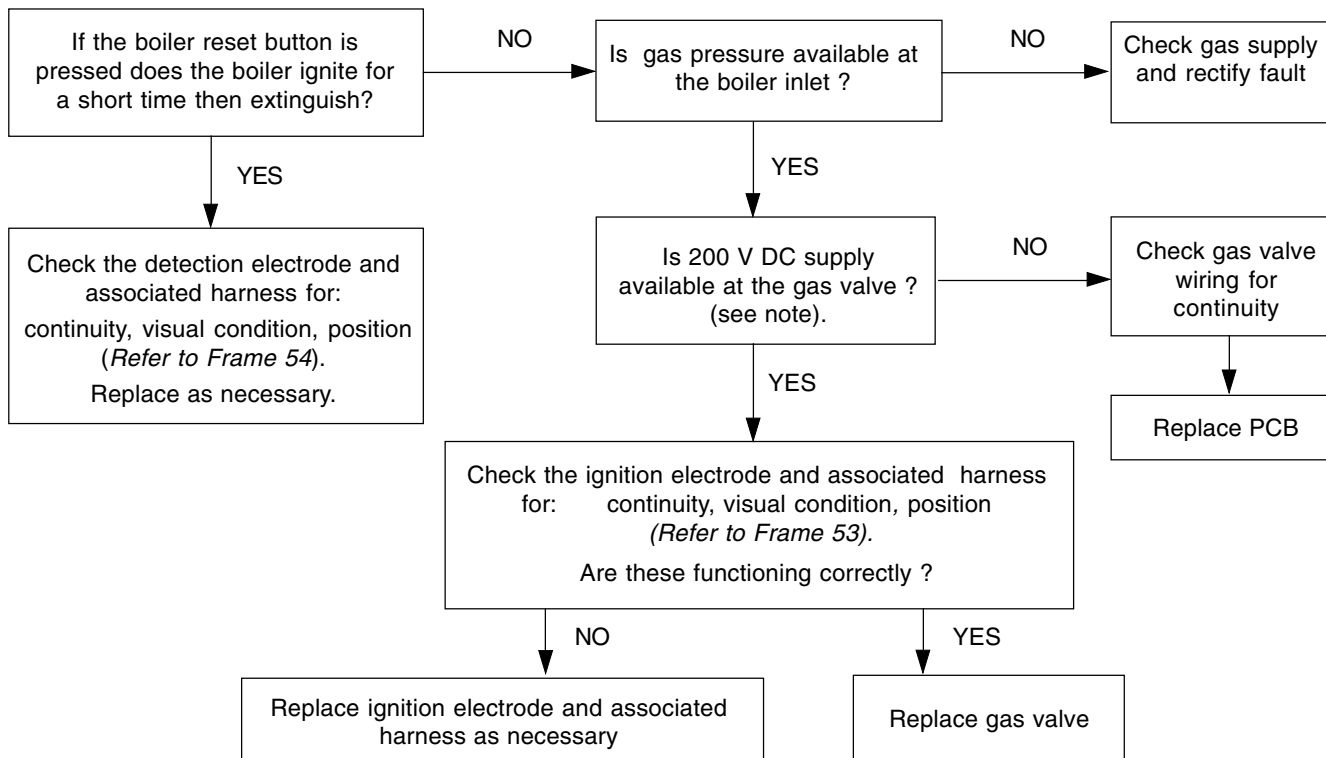 If the boiler reset button is
pressed does the boiler ignite for
a short time then extinguish?
NO
Is gas pressure available at
the boiler inlet ?
NO
Check gas supply
and rectify fault
YES
YES
Check the detection electrode and
associated harness for:
continuity, visual condition, position
(Refer to Frame 54).
Replace as necessary.
Is 200 V DC supply
available at the gas valve ?
(see note).
NO
Check gas valve
wiring for
continuity
YES
Replace PCB
Check the ignition electrode and associated harness
for: continuity, visual condition, position
(Refer to Frame 53).
Are these functioning correctly ?
NO
YES
Replace ignition electrode and associated
harness as necessary
Replace gas valve